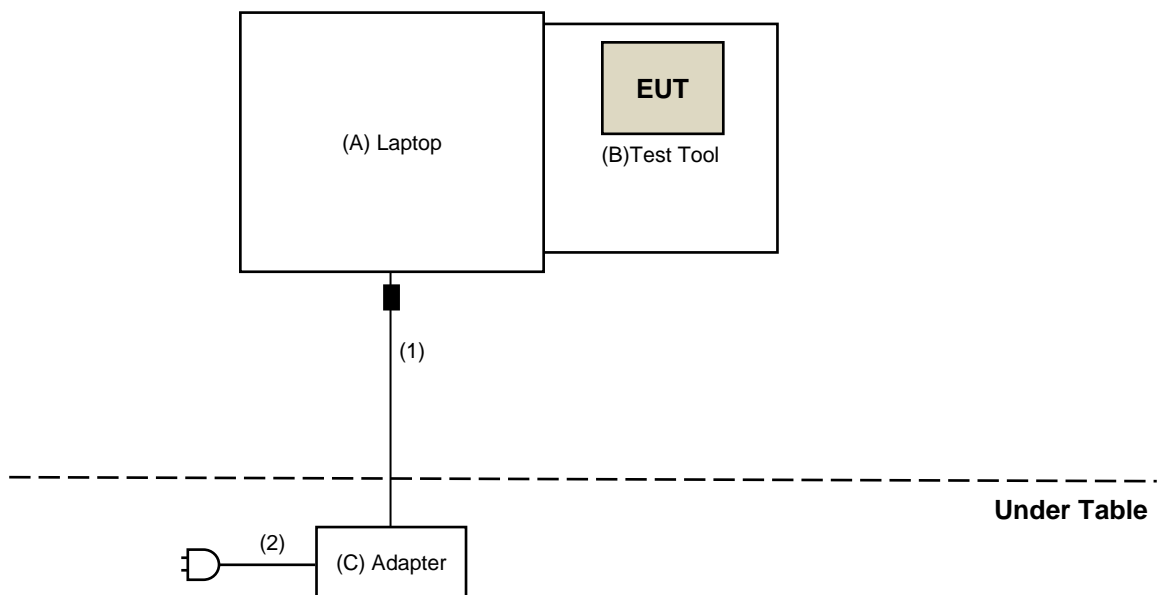 EUT
(A) Laptop
(B)Test Tool
(1)
Under Table
(2)
(C) Adapter